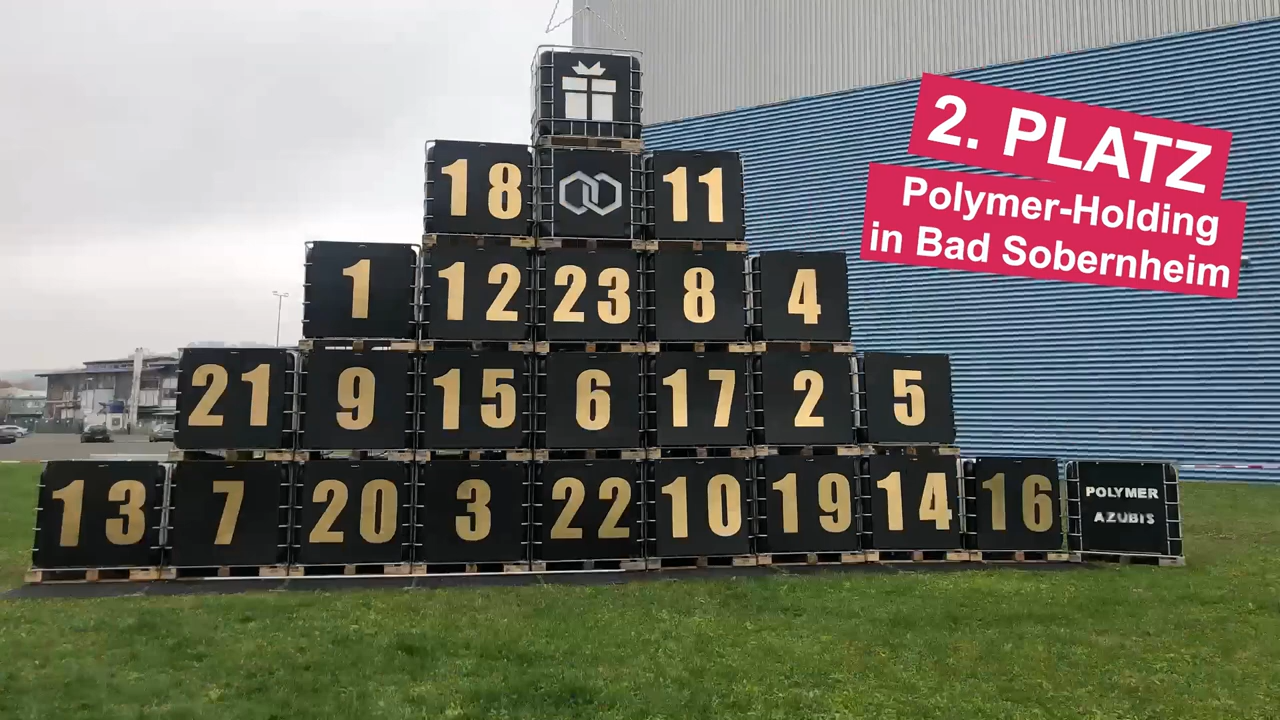 2. PLATZ
Polymer-Holding
in Bad Sobernheim
18 11
1 12 23 8 4
21 9 15 6 17 2 5
13 7 20 3 22 10 19 14 16
POLYMER
AZUBIS